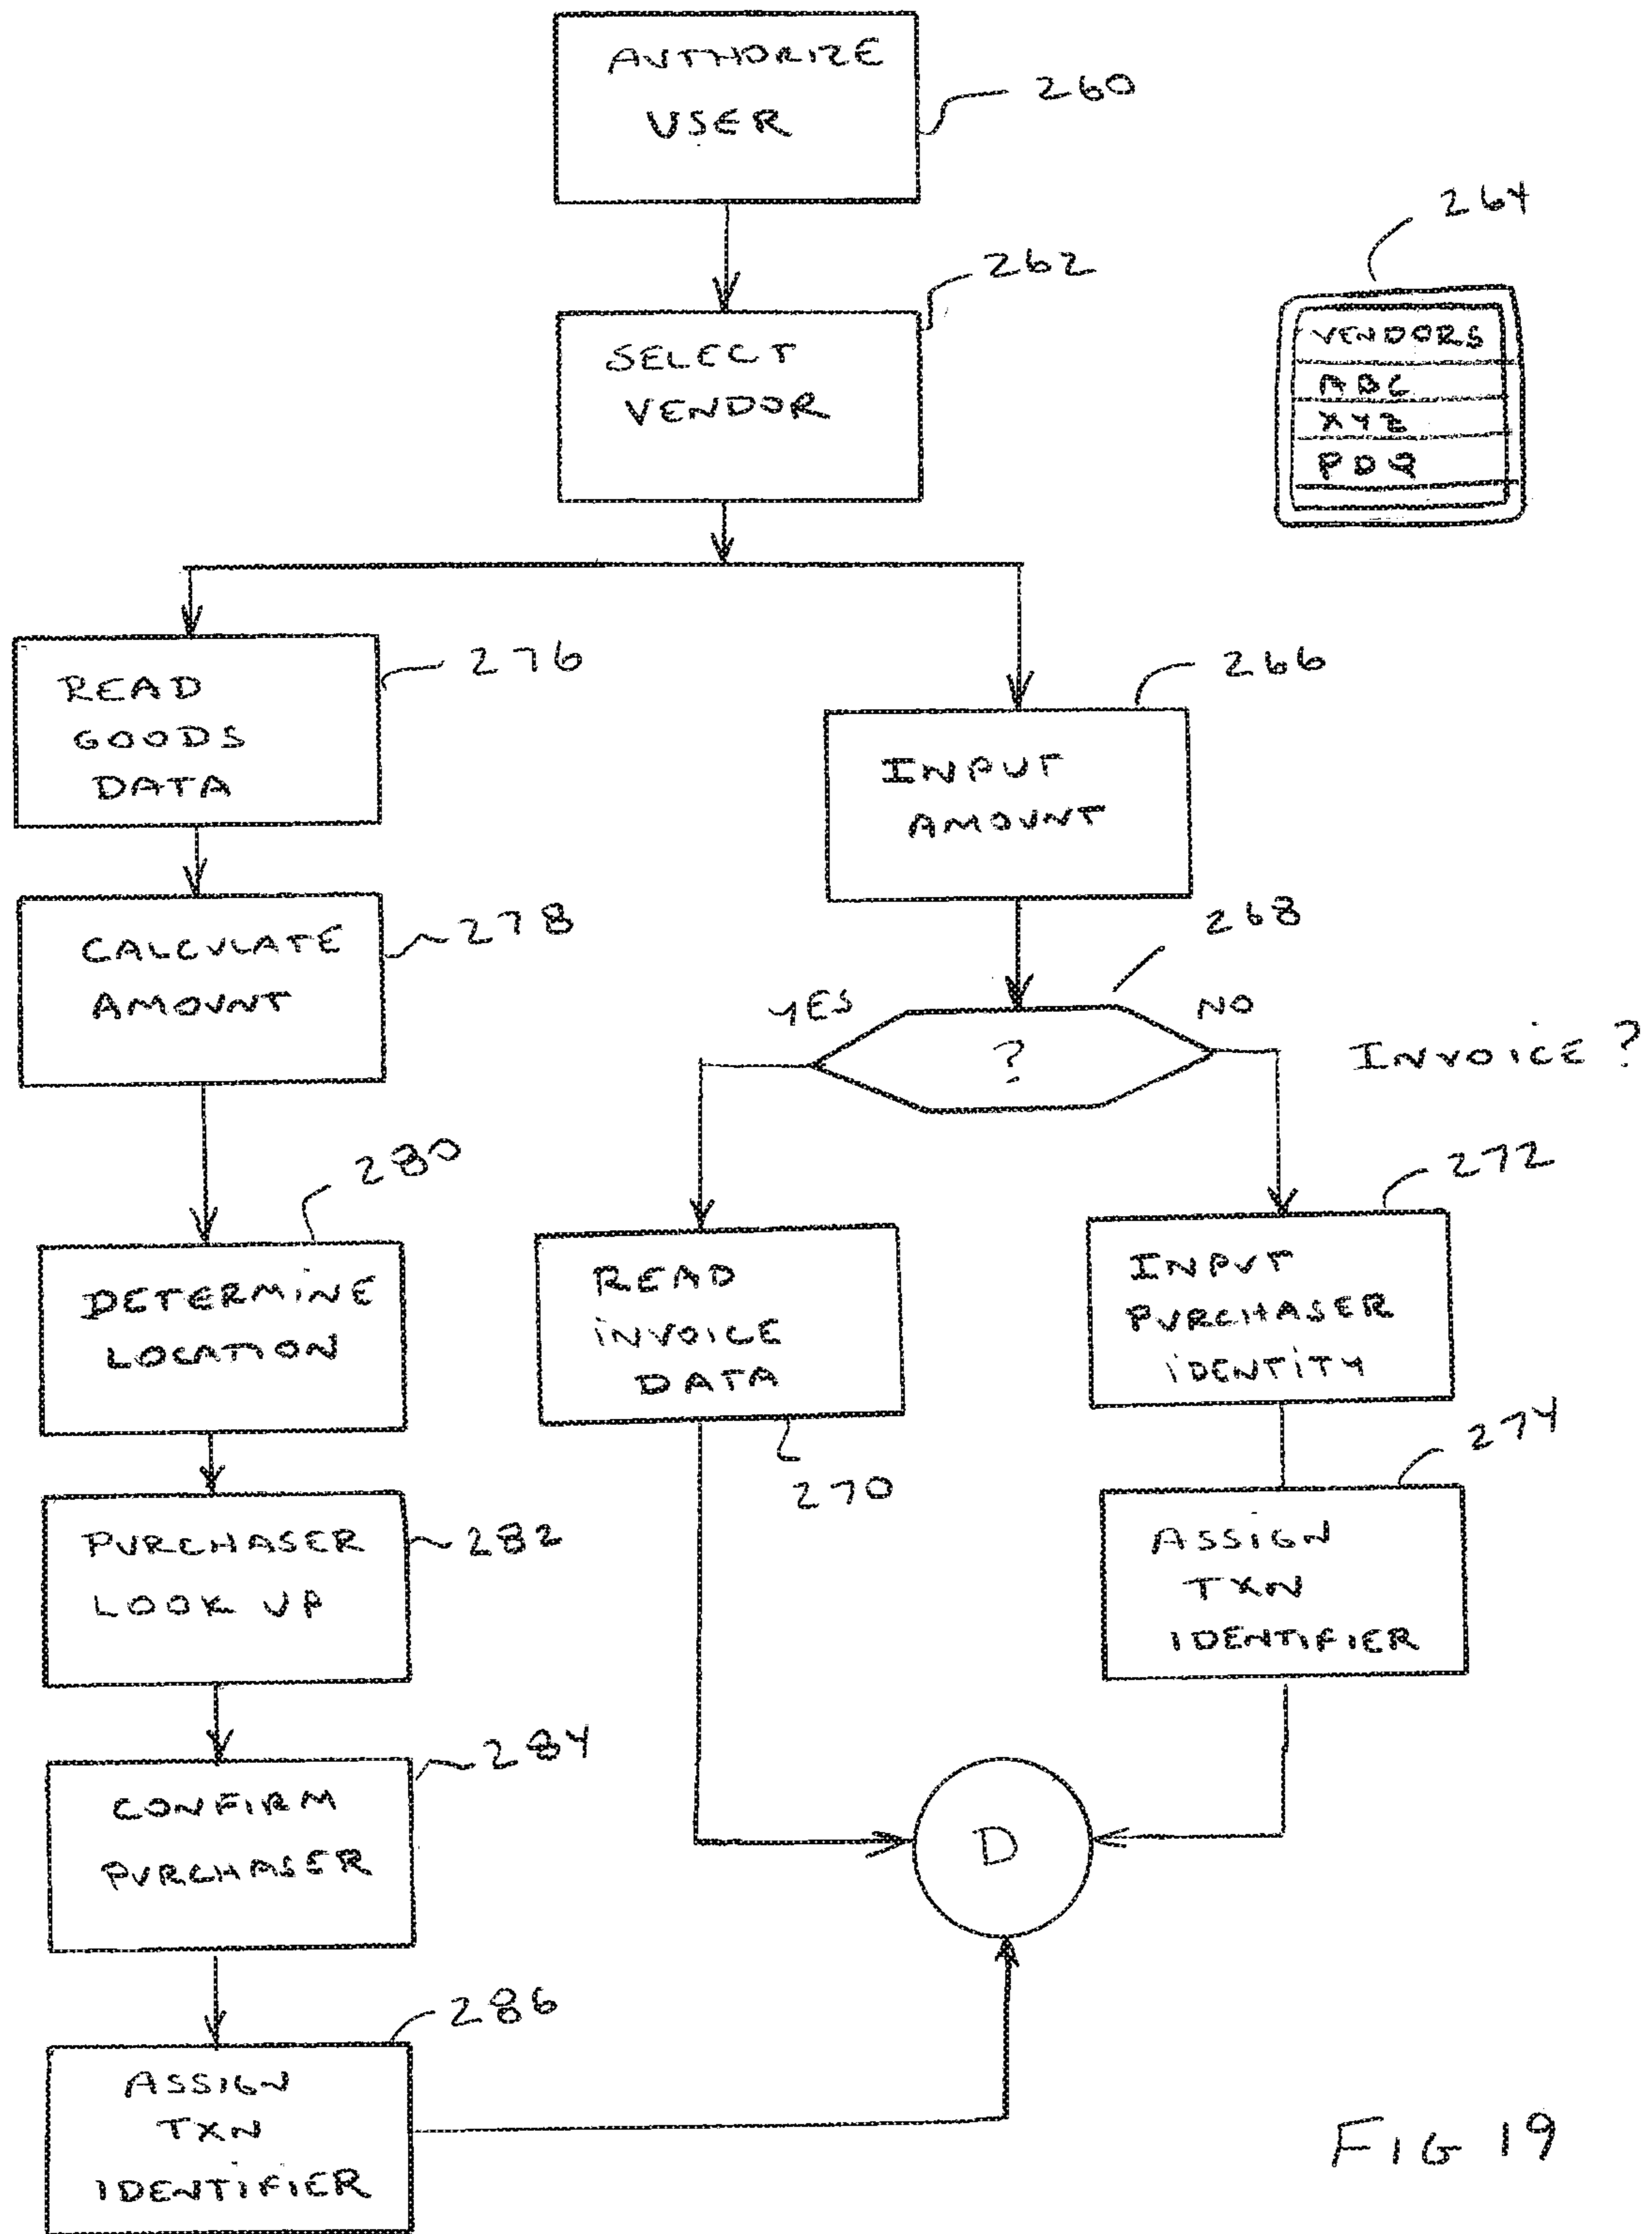 AUTHORIZE
USER
260
264
262
SELECT
VENDOR
VENDORS
ABC
XYZ
PDQ
276
READ
GOODS
DATA
266
INPUT
AMOUNT
278
CALCULATE
AMOUNT
268
YES
NO
?
INVOICE?
280
DETERMINE
LOCATION
READ
INVOICE
DATA
270
272
INPUT
PURCHASER
IDENTITY
274
ASSIGN
TXN
IDENTIFIER
282
PURCHASER
LOOK UP
284
CONFIRM
PURCHASER
D
286
ASSIGN
TXN
IDENTIFIER
FIG 19